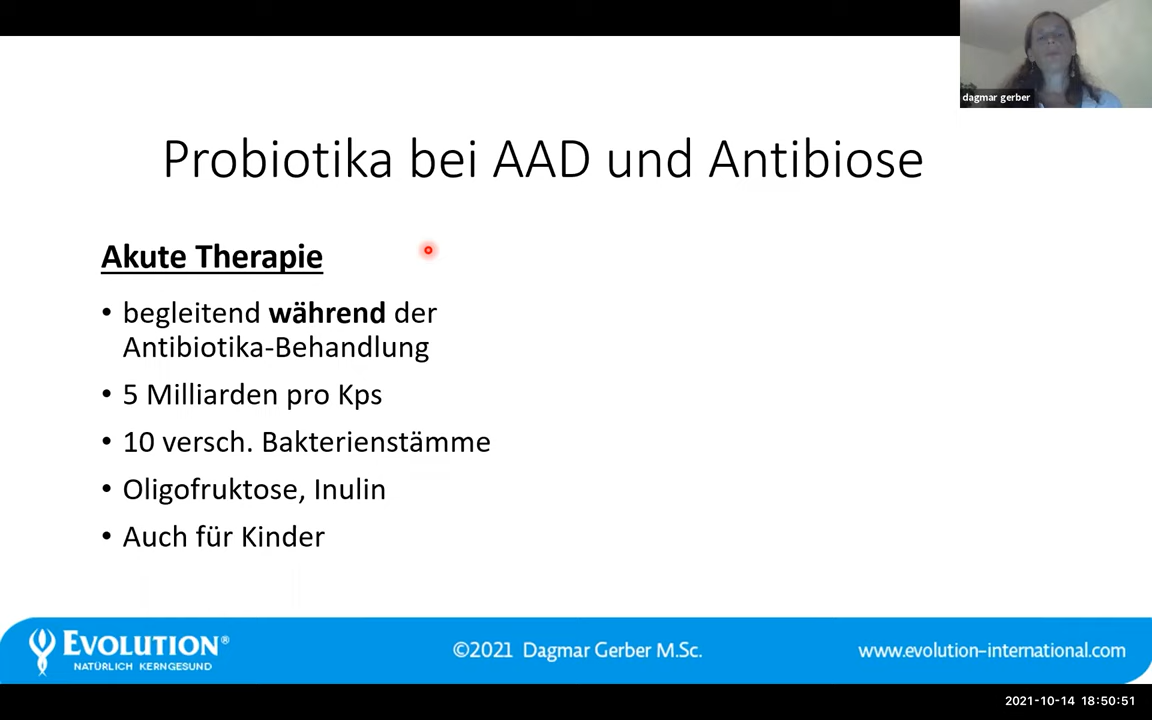 dagmar gerber
Probiotika bei AAD und Antibiose
Akute Therapie
• begleitend während der
Antibiotika-Behandlung
• 5 Milliarden pro Kps
• 10 versch. Bakterienstämme
• Oligofruktose, Inulin
• Auch für Kinder
EVOLUTION®
NATÜRLICH KERNGESUND
©2021 Dagmar Gerber M.Sc.
www.evolution-international.com
2021-10-14 18:50:51